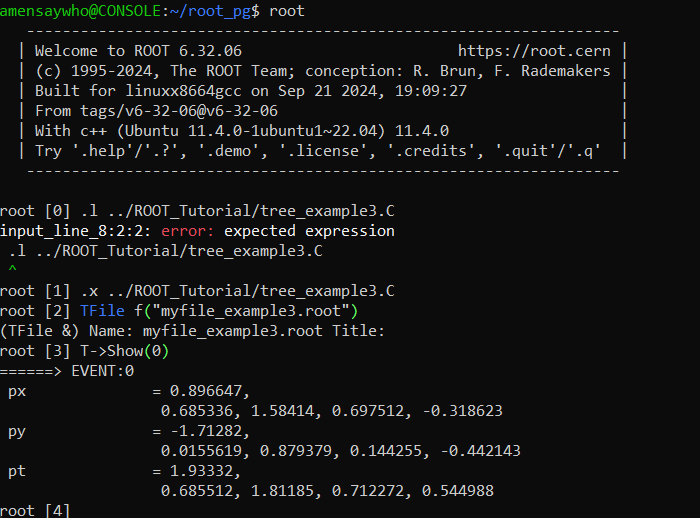 amensaywho@CONSOLE:~/root_pg$ root
   ------------------------------------------------------------------
  | Welcome to ROOT 6.32.06                        https://root.cern |
  | (c) 1995-2024, The ROOT Team; conception: R. Brun, F. Rademakers |
  | Built for linuxx8664gcc on Sep 21 2024, 19:09:27                 |
  | From tags/v6-32-06@v6-32-06                                      |
  | With c++ (Ubuntu 11.4.0-1ubuntu1~22.04) 11.4.0                   |
  | Try '.help'/'.?', '.demo', '.license', '.credits', '.quit'/'.q'  |
   ------------------------------------------------------------------
root [0] .l ../ROOT_Tutorial/tree_example3.C
input_line_8:2:2: error: expected expression
 .l ../ROOT_Tutorial/tree_example3.C
 ^
root [1] .x ../ROOT_Tutorial/tree_example3.C
root [2] TFile f("myfile_example3.root")
(TFile &) Name: myfile_example3.root Title:
root [3] T->Show(0)
======> EVENT:0
 px              = 0.896647,
                  0.685336, 1.58414, 0.697512, -0.318623
 py              = -1.71282,
                  0.0155619, 0.879379, 0.144255, -0.442143
 pt              = 1.93332,
                  0.685512, 1.81185, 0.712272, 0.544988
root [4]